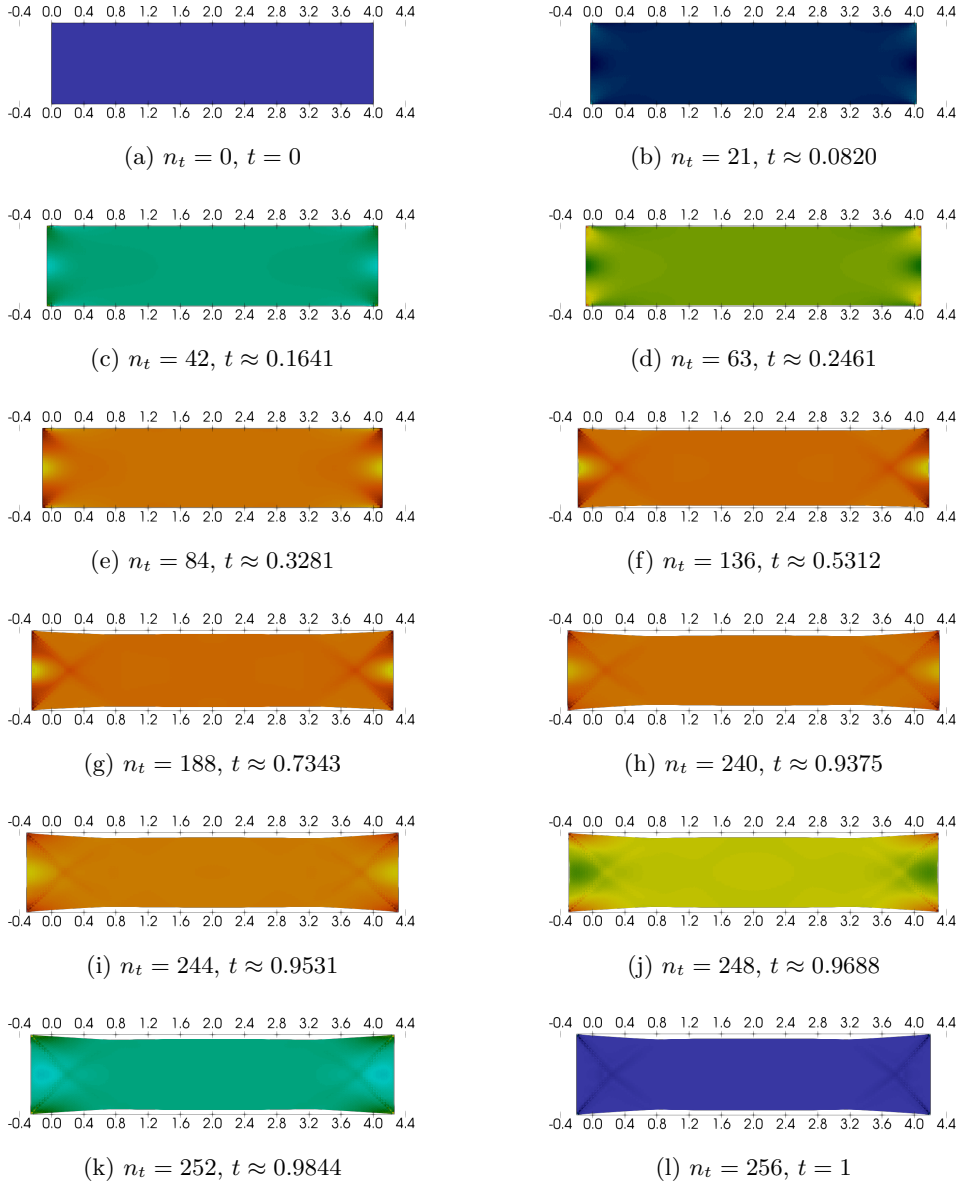 -0.4 0.0 0.4 0.8 1.2 1.6 2.0 2.4 2.8 3.2 3.6 4.0 4.4
-0.4 0.0 0.4 0.8 1.2 1.6 2.0 2.4 2.8 3.2 3.6 4.0 4.4
(a) n_t = 0, t = 0
-0.4 0.0 0.4 0.8 1.2 1.6 2.0 2.4 2.8 3.2 3.6 4.0 4.4
-0.4 0.0 0.4 0.8 1.2 1.6 2.0 2.4 2.8 3.2 3.6 4.0 4.4
(b) n_t = 21, t ≈ 0.0820
-0.4 0.0 0.4 0.8 1.2 1.6 2.0 2.4 2.8 3.2 3.6 4.0 4.4
-0.4 0.0 0.4 0.8 1.2 1.6 2.0 2.4 2.8 3.2 3.6 4.0 4.4
(c) n_t = 42, t ≈ 0.1641
-0.4 0.0 0.4 0.8 1.2 1.6 2.0 2.4 2.8 3.2 3.6 4.0 4.4
-0.4 0.0 0.4 0.8 1.2 1.6 2.0 2.4 2.8 3.2 3.6 4.0 4.4
(d) n_t = 63, t ≈ 0.2461
-0.4 0.0 0.4 0.8 1.2 1.6 2.0 2.4 2.8 3.2 3.6 4.0 4.4
-0.4 0.0 0.4 0.8 1.2 1.6 2.0 2.4 2.8 3.2 3.6 4.0 4.4
(e) n_t = 84, t ≈ 0.3281
-0.4 0.0 0.4 0.8 1.2 1.6 2.0 2.4 2.8 3.2 3.6 4.0 4.4
-0.4 0.0 0.4 0.8 1.2 1.6 2.0 2.4 2.8 3.2 3.6 4.0 4.4
(f) n_t = 136, t ≈ 0.5312
-0.4 0.0 0.4 0.8 1.2 1.6 2.0 2.4 2.8 3.2 3.6 4.0 4.4
-0.4 0.0 0.4 0.8 1.2 1.6 2.0 2.4 2.8 3.2 3.6 4.0 4.4
(g) n_t = 188, t ≈ 0.7343
-0.4 0.0 0.4 0.8 1.2 1.6 2.0 2.4 2.8 3.2 3.6 4.0 4.4
-0.4 0.0 0.4 0.8 1.2 1.6 2.0 2.4 2.8 3.2 3.6 4.0 4.4
(h) n_t = 240, t ≈ 0.9375
-0.4 0.0 0.4 0.8 1.2 1.6 2.0 2.4 2.8 3.2 3.6 4.0 4.4
-0.4 0.0 0.4 0.8 1.2 1.6 2.0 2.4 2.8 3.2 3.6 4.0 4.4
(i) n_t = 244, t ≈ 0.9531
-0.4 0.0 0.4 0.8 1.2 1.6 2.0 2.4 2.8 3.2 3.6 4.0 4.4
-0.4 0.0 0.4 0.8 1.2 1.6 2.0 2.4 2.8 3.2 3.6 4.0 4.4
(j) n_t = 248, t ≈ 0.9688
-0.4 0.0 0.4 0.8 1.2 1.6 2.0 2.4 2.8 3.2 3.6 4.0 4.4
-0.4 0.0 0.4 0.8 1.2 1.6 2.0 2.4 2.8 3.2 3.6 4.0 4.4
(k) n_t = 252, t ≈ 0.9844
-0.4 0.0 0.4 0.8 1.2 1.6 2.0 2.4 2.8 3.2 3.6 4.0 4.4
-0.4 0.0 0.4 0.8 1.2 1.6 2.0 2.4 2.8 3.2 3.6 4.0 4.4
(l) n_t = 256, t = 1